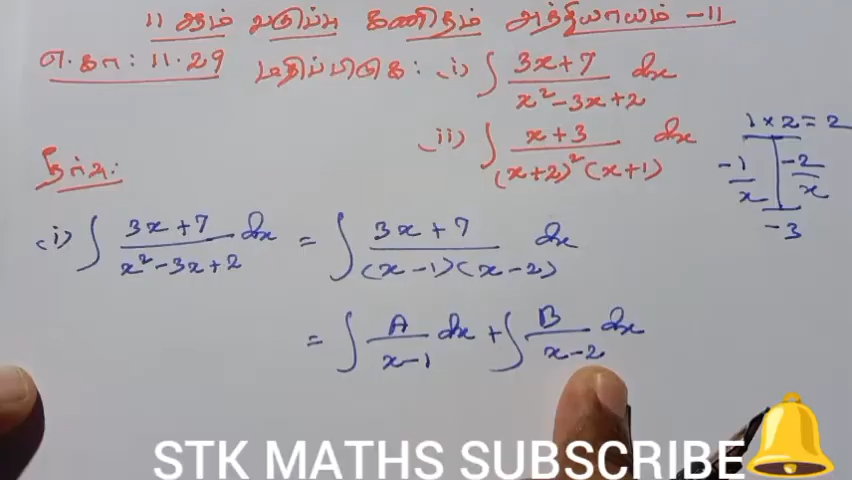 11 ஆம் வகுப்பு கணிதம் அத்தியாயம் -11
எ.கா : 11.29 மதிப்பிடுக : (i) ∫ (3x+7)/(x²-3x+2) dx
(ii) ∫ (x+3)/((x+2)²(x+1)) dx
1 × 2 = 2
-1/x | -2/x
-3
தீர்வு:
(i) ∫ (3x+7)/(x²-3x+2) dx = ∫ (3x+7)/((x-1)(x-2)) dx
= ∫ A/(x-1) dx + ∫ B/(x-2) dx
STK MATHS SUBSCRIBE